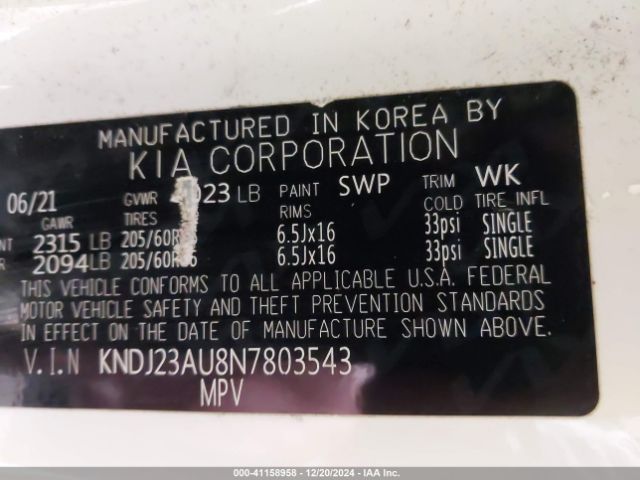 MANUFACTURED IN KOREA BY
KIA CORPORATION
06/21 GVWR LB PAINT SWP TRIM WK
GAWR TIRES RIMS COLD TIRE INFL
2315 LB 205/60 6.5Jx16 33psi SINGLE
2094 LB 205/60 6.5Jx16 33psi SINGLE
THIS VEHICLE CONFORMS TO ALL APPLICABLE U.S.A. FEDERAL
MOTOR VEHICLE SAFETY AND THEFT PREVENTION STANDARDS
IN EFFECT ON THE DATE OF MANUFACTURE SHOWN ABOVE.
V.I.N KNDJ23AU8N7803543
MPV
000-41158958 - 12/20/2024 - IAA Inc.